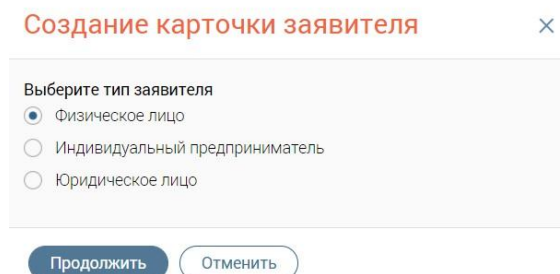 Создание карточки заявителя
Выберите тип заявителя
Физическое лицо
Индивидуальный предприниматель
Юридическое лицо
Продолжить Отменить